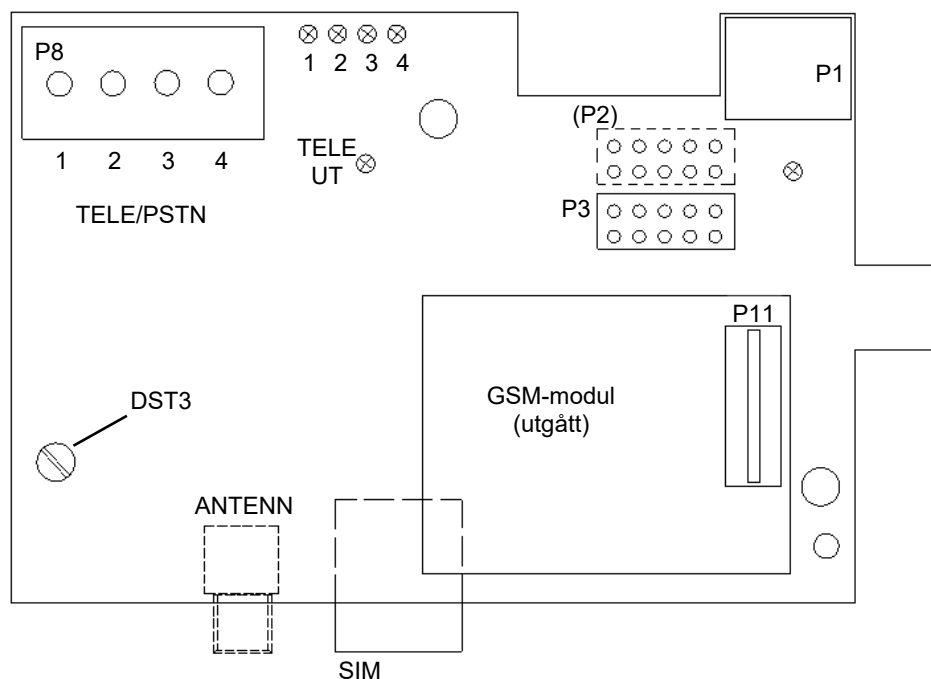 P8
1 2 3 4
TELE/PSTN
1 2 3 4
TELE
UT
P1
(P2)
P3
P11
GSM-modul
(utgått)
DST3
ANTENN
SIM